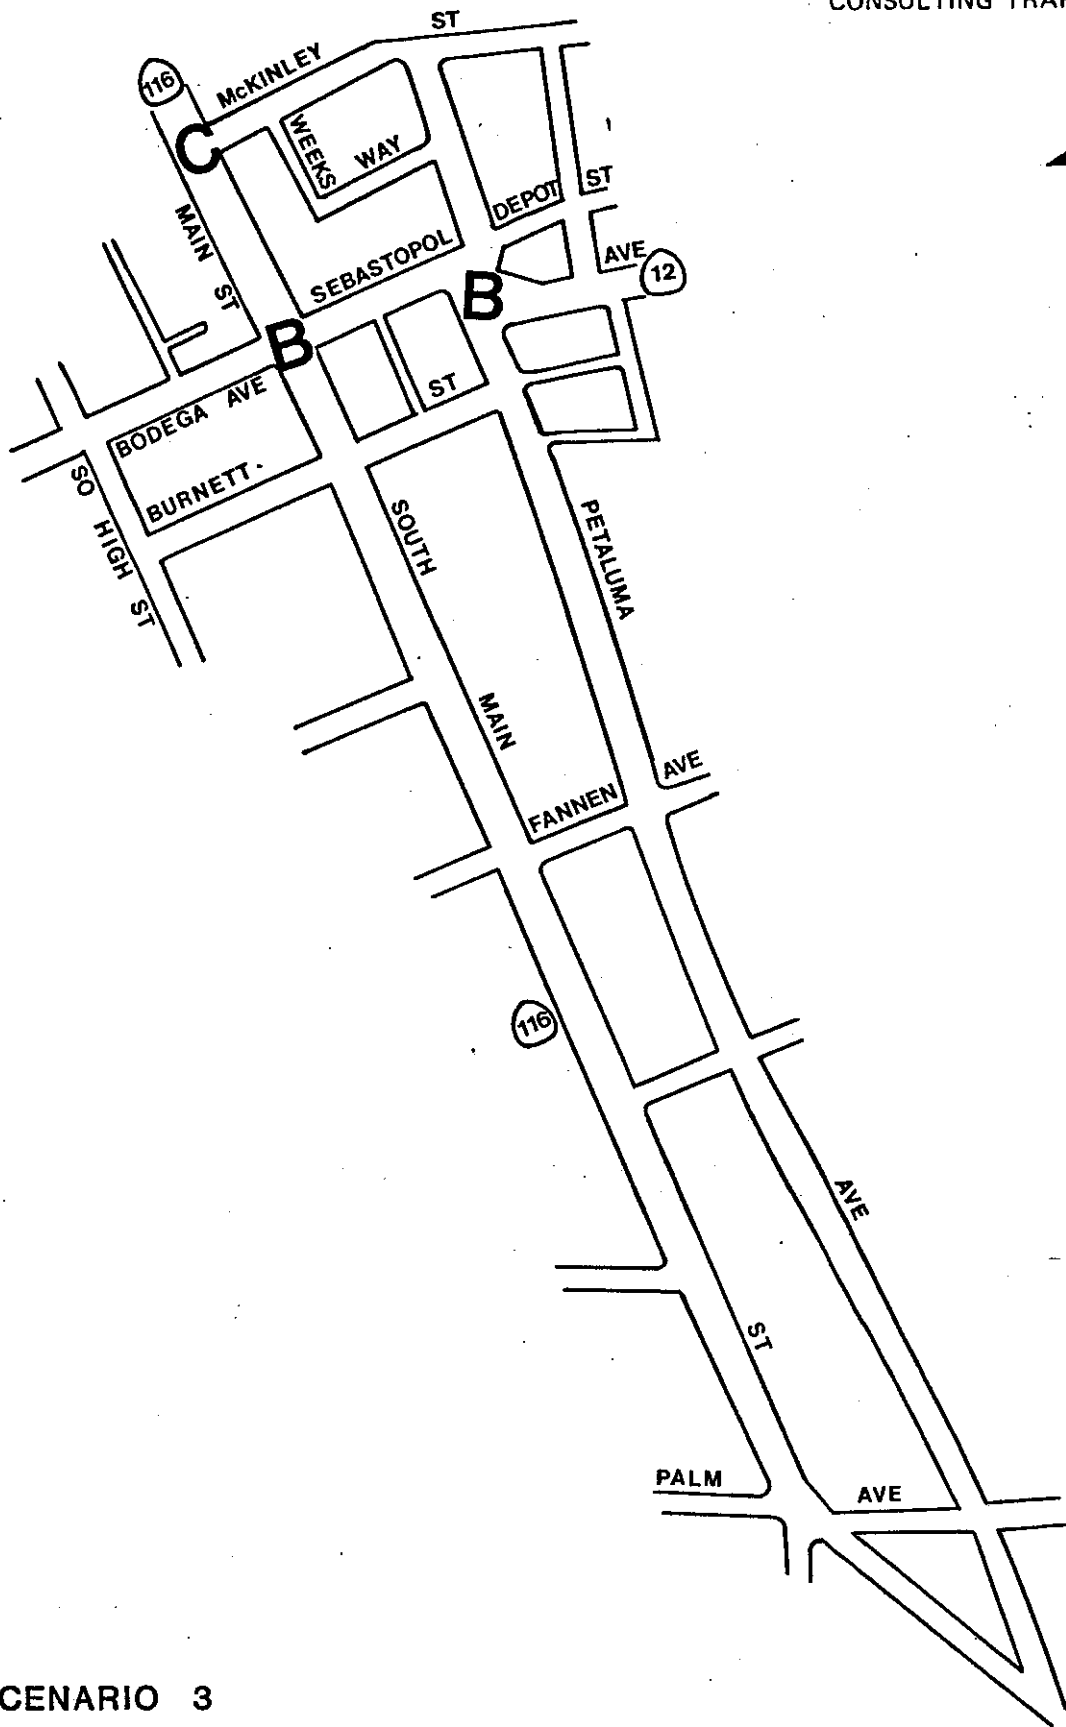 CONSULTING
ST
McKINLEY
116
C
WEEKS
WAY
MAIN
ST
DEPOT
ST
SEBASTOPOL
AVE
12
B
B
BODEGA AVE
ST
BURNETT.
SO HIGH ST
SOUTH
PETALUMA
MAIN
AVE
FANNEN
116
AVE
ST
PALM
AVE
CENARIO 3